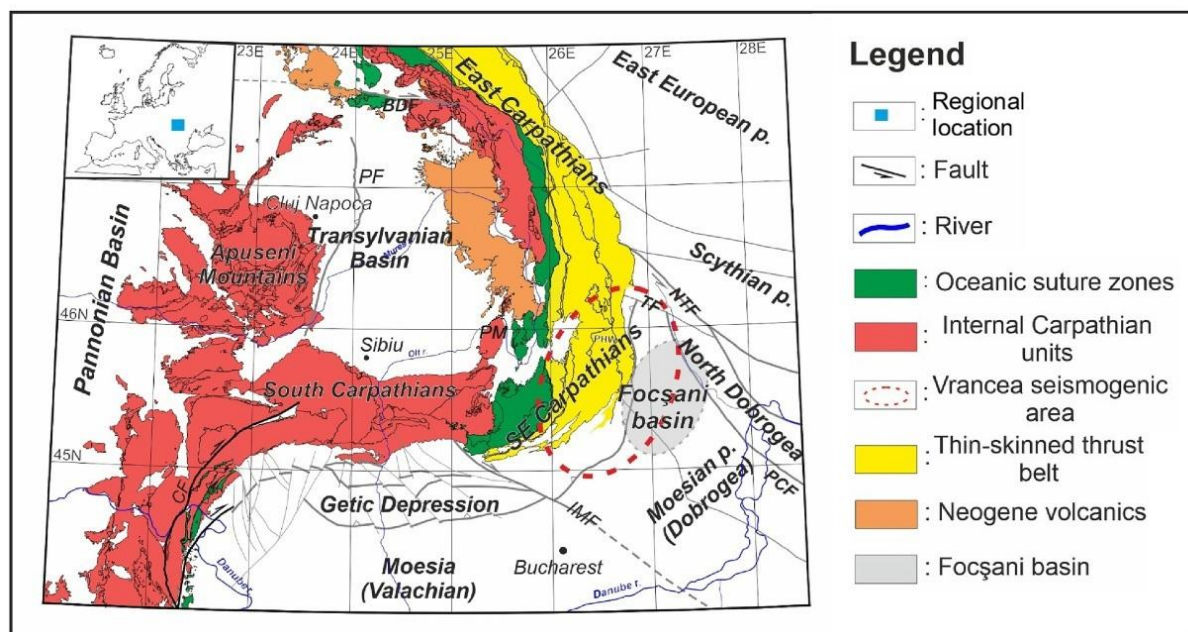 23E
24E
25E
26E
27E
28E
East Carpathians
East European p.
BDF
PF
Cluj Napoca
Transylvanian
Basin
Apuseni
Mountains
Pannonian Basin
Scythian p.
46N
PM
Sibiu
Olt r.
TF
NTF
PHW
South Carpathians
SE Carpathians
Focşani
basin
North Dobrogea
45N
CF
Getic Depression
IMF
Moesian p.
(Dobrogea)
PCF
Moesia
(Valachian)
Bucharest
Danube r.
Legend
: Regional
location
: Fault
: River
: Oceanic suture zones
: Internal Carpathian
units
: Vrancea seismogenic
area
: Thin-skinned thrust
belt
: Neogene volcanics
: Focşani basin